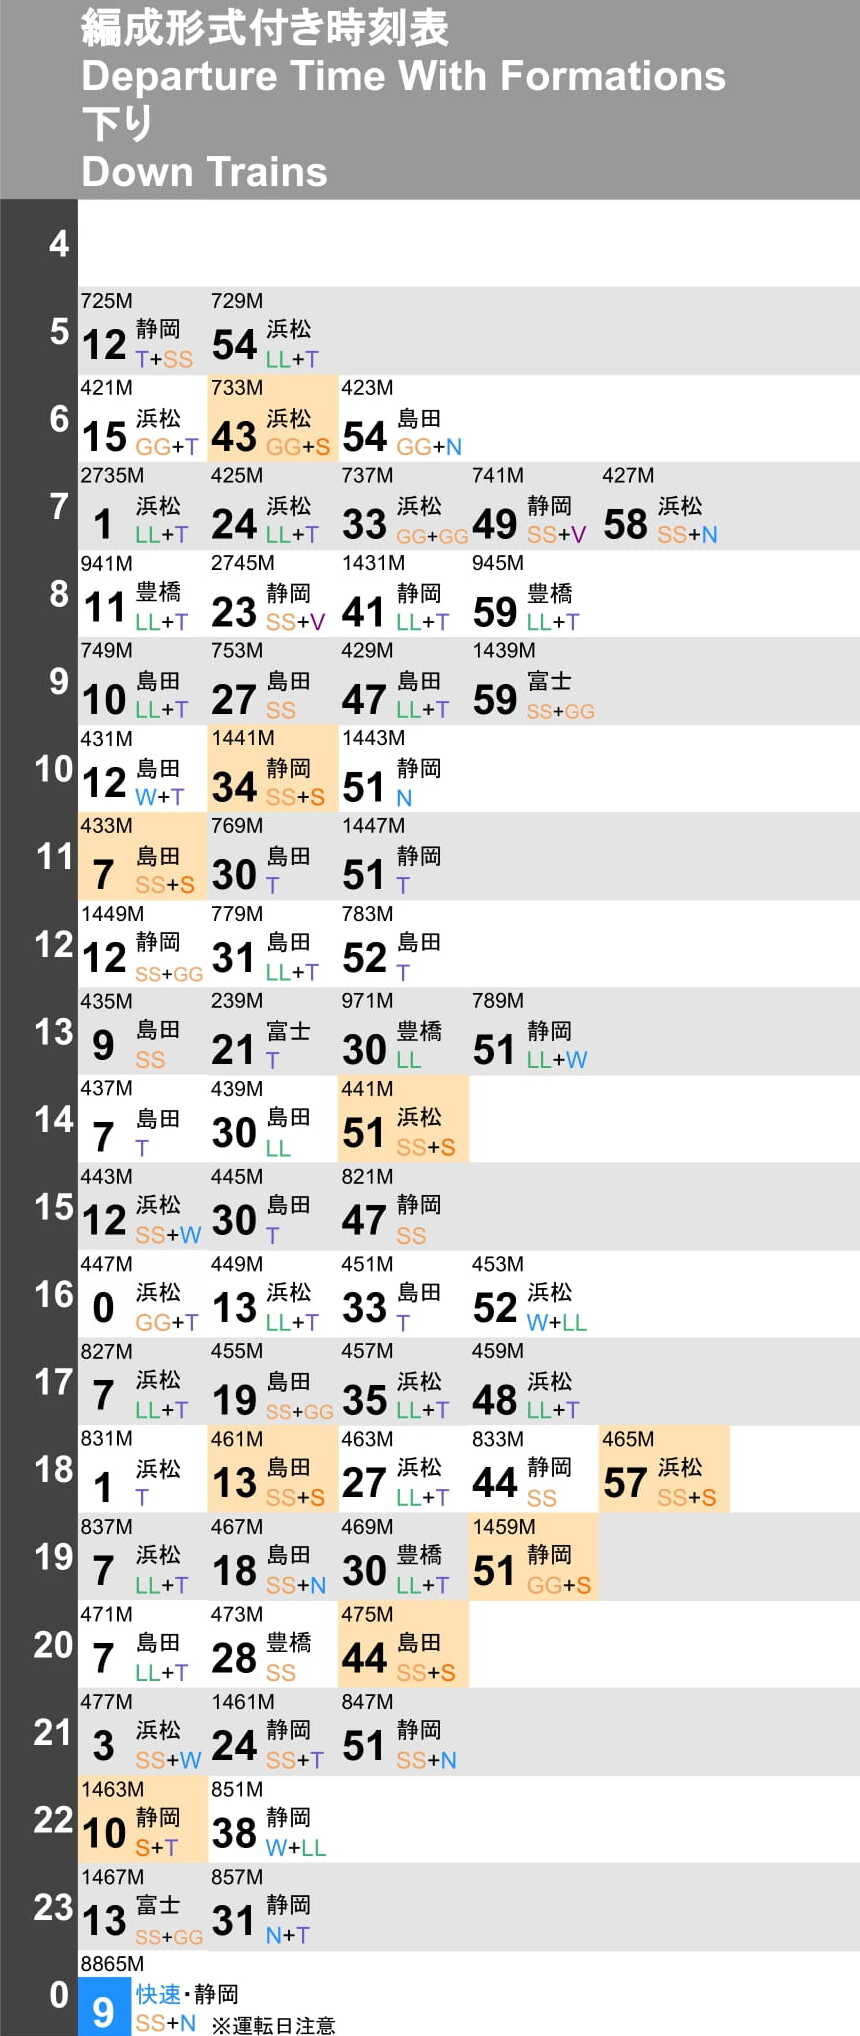 編成形式付き時刻表
Departure Time With Formations
下り
Down Trains
4
5
725M 729M
12 静岡 54 浜松
T+SS LL+T
6
421M 733M 423M
15 浜松 43 浜松 54 島田
GG+T GG+S GG+N
7
2735M 425M 737M 741M 427M
1 浜松 24 浜松 33 浜松 49 静岡 58 浜松
LL+T LL+T GG+GG SS+V SS+N
8
941M 2745M 1431M 945M
11 豊橋 23 静岡 41 静岡 59 豊橋
LL+T SS+V LL+T LL+T
9
749M 753M 429M 1439M
10 島田 27 島田 47 島田 59 富士
LL+T SS LL+T SS+GG
10
431M 1441M 1443M
12 島田 34 静岡 51 静岡
W+T SS+S N
11
433M 769M 1447M
7 島田 30 島田 51 静岡
SS+S T T
12
1449M 779M 783M
12 静岡 31 島田 52 島田
SS+GG LL+T T
13
435M 239M 971M 789M
9 島田 21 富士 30 豊橋 51 静岡
SS T LL LL+W
14
437M 439M 441M
7 島田 30 島田 51 浜松
T LL SS+S
15
443M 445M 821M
12 浜松 30 島田 47 静岡
SS+W T SS
16
447M 449M 451M 453M
0 浜松 13 浜松 33 島田 52 浜松
GG+T LL+T T W+LL
17
827M 455M 457M 459M
7 浜松 19 島田 35 浜松 48 浜松
LL+T SS+GG LL+T LL+T
18
831M 461M 463M 833M 465M
1 浜松 13 島田 27 浜松 44 静岡 57 浜松
T SS+S LL+T SS SS+S
19
837M 467M 469M 1459M
7 浜松 18 島田 30 豊橋 51 静岡
LL+T SS+N LL+T GG+S
20
471M 473M 475M
7 島田 28 豊橋 44 島田
LL+T SS SS+S
21
477M 1461M 847M
3 浜松 24 静岡 51 静岡
SS+W SS+T SS+N
22
1463M 851M
10 静岡 38 静岡
S+T W+LL
23
1467M 857M
13 富士 31 静岡
SS+GG N+T
0
8865M
9 快速・静岡
SS+N ※運転日注意